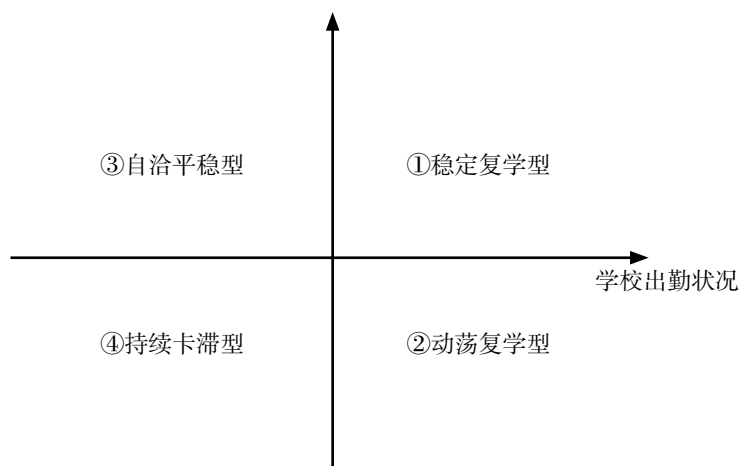 ③自洽平稳型
①稳定复学型
学校出勤状况
④持续卡滞型
②动荡复学型